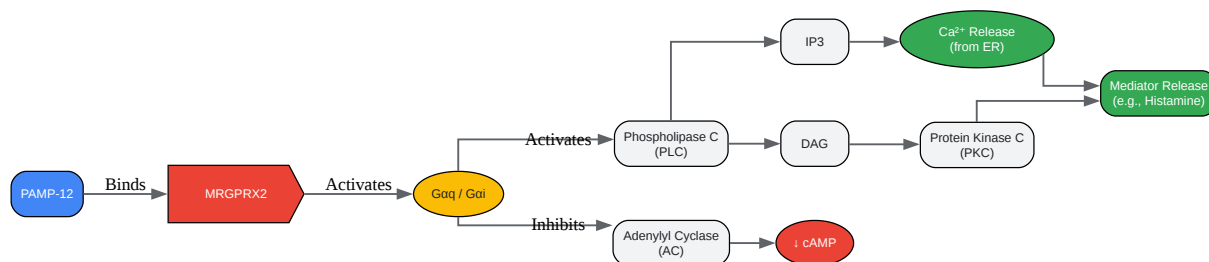 PAMP-12
Binds
MRGPRX2
Activates
Gαq / Gαi
Activates
Phospholipase C
(PLC)
IP3
Ca²⁺ Release
(from ER)
DAG
Protein Kinase C
(PKC)
Mediator Release
(e.g., Histamine)
Inhibits
Adenylyl Cyclase
(AC)
↓ cAMP